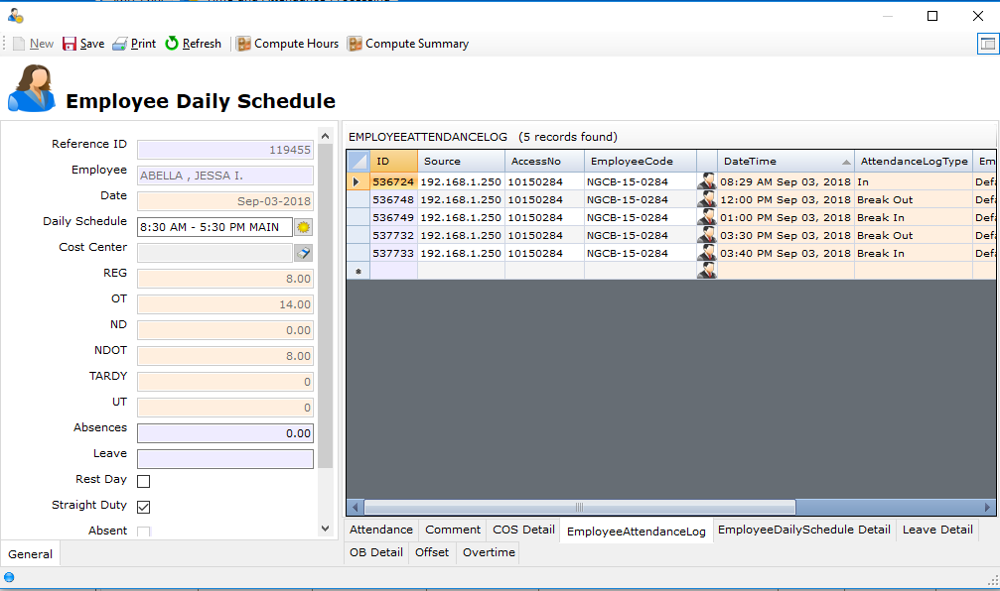 New Save Print Refresh Compute Hours Compute Summary
Employee Daily Schedule
Reference ID 119455
Employee ABELLA , JESSA I.
Date Sep-03-2018
Daily Schedule 8:30 AM - 5:30 PM MAIN
Cost Center
REG 8.00
OT 14.00
ND 0.00
NDOT 8.00
TARDY 0
UT 0
Absences 0.00
Leave
Rest Day
Straight Duty
Absent
General
EMPLOYEEATTENDANCELOG (5 records found)
ID Source AccessNo EmployeeCode DateTime AttendanceLogType Em
536724 192.168.1.250 10150284 NGCB-15-0284 08:29 AM Sep 03, 2018 In Defa
536748 192.168.1.250 10150284 NGCB-15-0284 12:00 PM Sep 03, 2018 Break Out Defa
536749 192.168.1.250 10150284 NGCB-15-0284 01:00 PM Sep 03, 2018 Break In Defa
537732 192.168.1.250 10150284 NGCB-15-0284 03:30 PM Sep 03, 2018 Break Out Defa
537733 192.168.1.250 10150284 NGCB-15-0284 03:40 PM Sep 03, 2018 Break In Defa
Attendance Comment COS Detail EmployeeAttendanceLog EmployeeDailySchedule Detail Leave Detail
OB Detail Offset Overtime